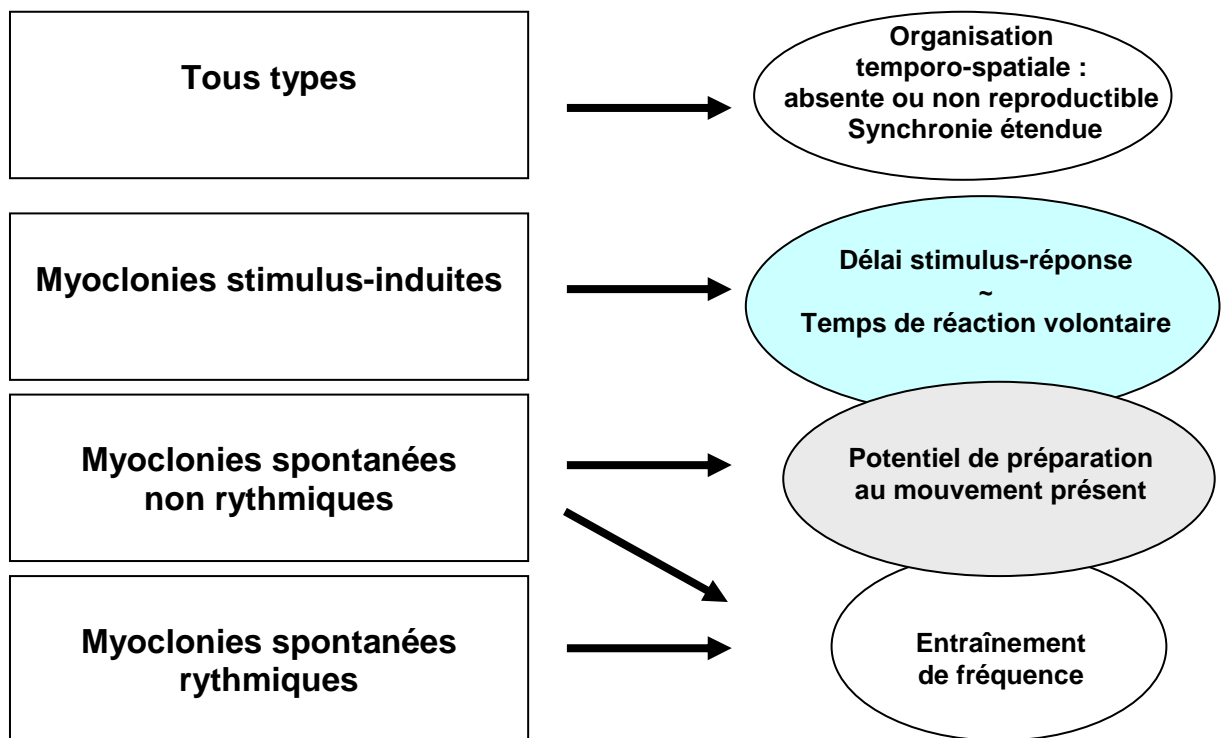 Tous types
Organisation
temporo-spatiale :
absente ou non reproductible
Synchronie étendue
Myoclonies stimulus-induites
Délai stimulus-réponse
~
Temps de réaction volontaire
Myoclonies spontanées
non rythmiques
Potentiel de préparation
au mouvement présent
Myoclonies spontanées
rythmiques
Entraînement
de fréquence